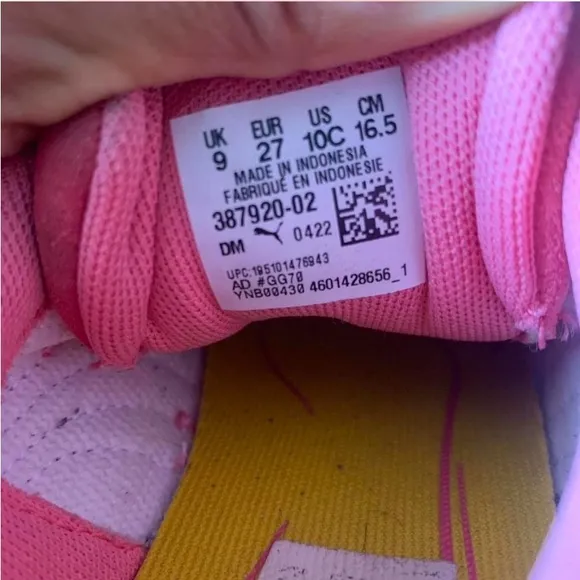 UK EUR US CM
9 27 10C 16.5
MADE IN INDONESIA
FABRIQUÉ EN INDONESIE
387920-02
DM 0422
UPC:195101476943
AD #GG70
YNB00430 4601428656_1